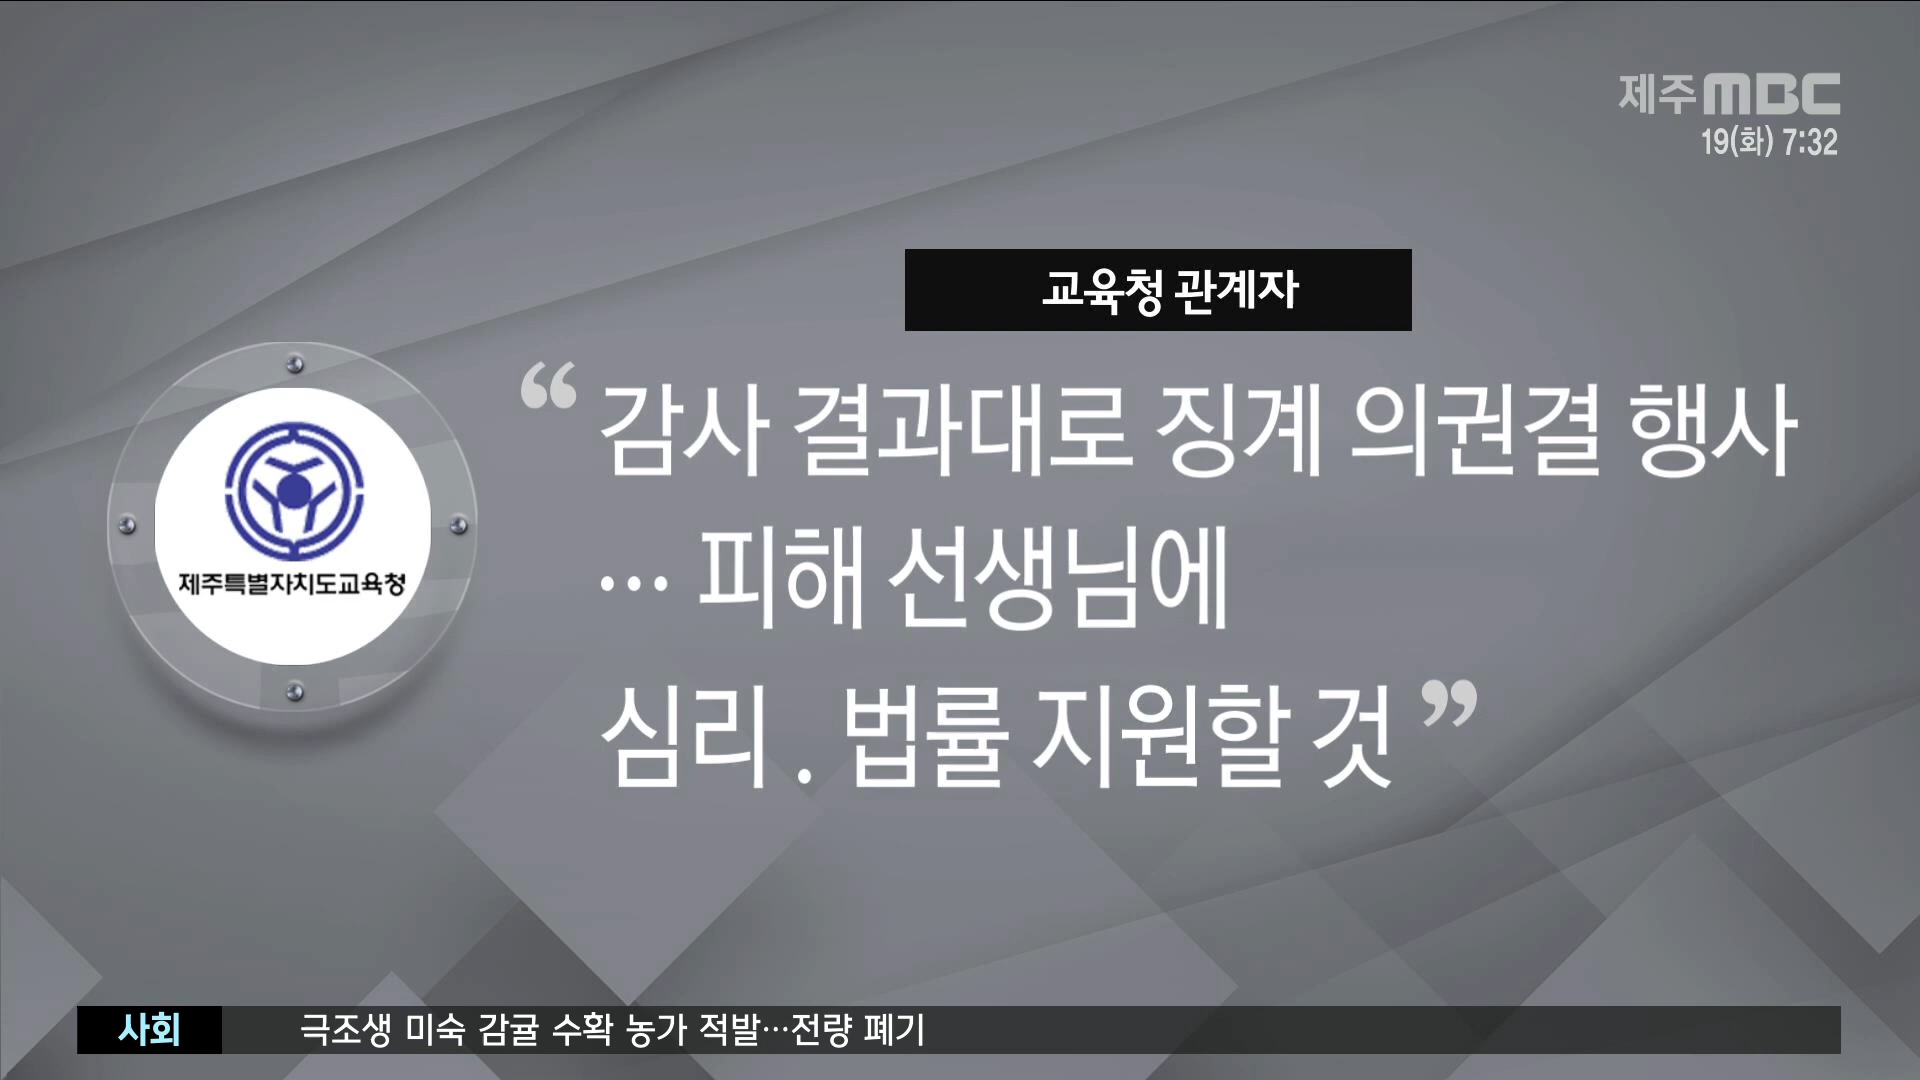 제주MBC
19(화) 7:32
교육청 관계자
“ 감사 결과대로 징계 의권결 행사
… 피해 선생님에
심리 . 법률 지원할 것 ”
제주특별자치도교육청
사회 극조생 미숙 감귤 수확 농가 적발…전량 폐기